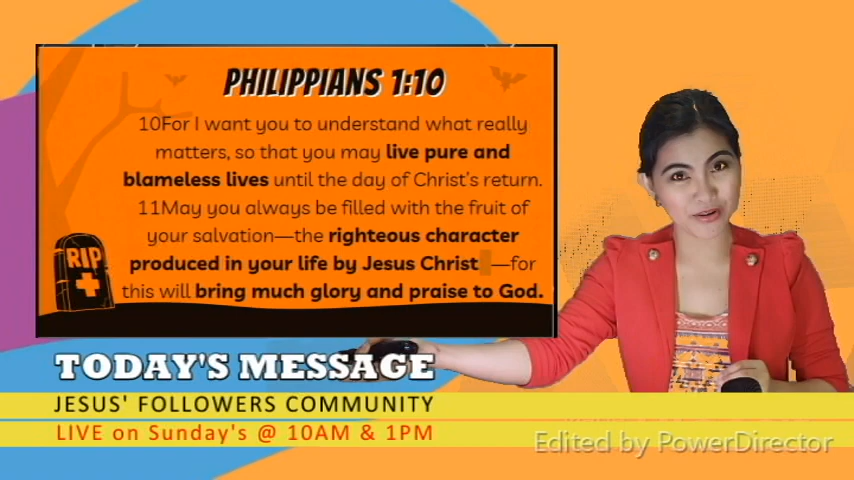 PHILIPPIANS 1:10
10For I want you to understand what really
matters, so that you may live pure and
blameless lives until the day of Christ's return.
11May you always be filled with the fruit of
your salvation—the righteous character
produced in your life by Jesus Christ —for
this will bring much glory and praise to God.
RIP
TODAY'S MESSAGE
JESUS' FOLLOWERS COMMUNITY
LIVE on Sunday's @ 10AM & 1PM
Edited by PowerDirector